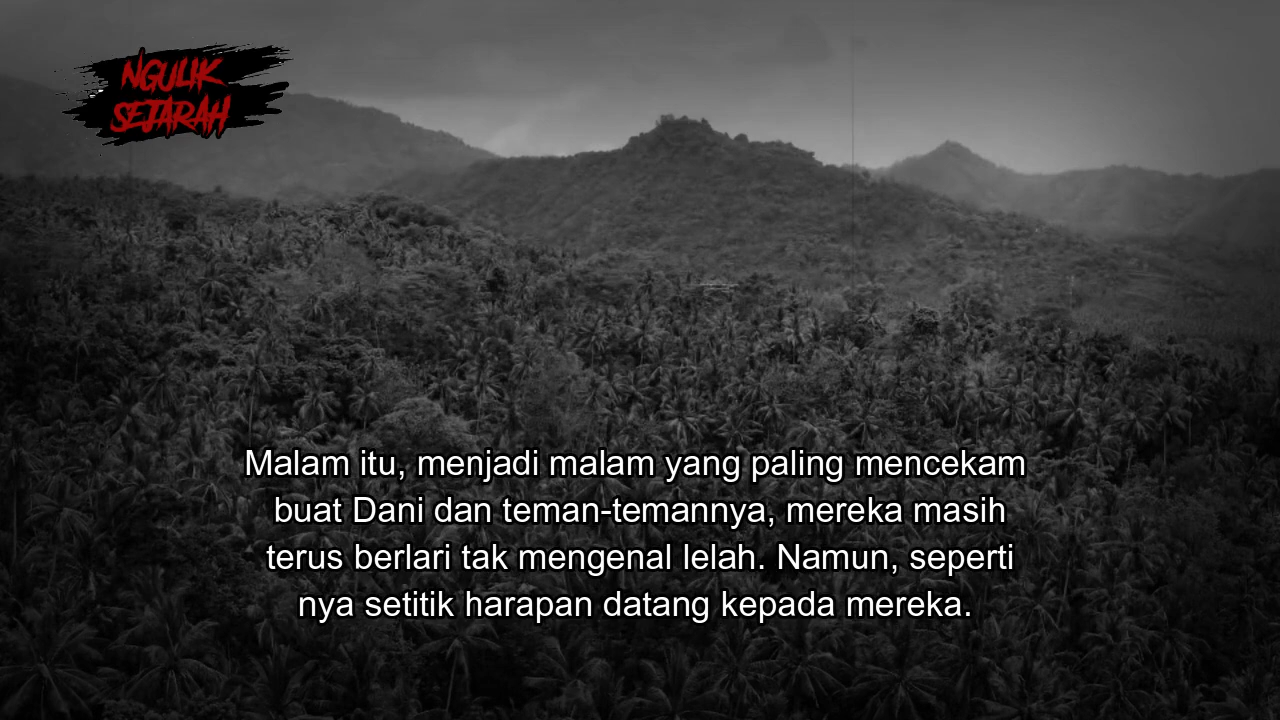 NGULIK
SEJARAH
Malam itu, menjadi malam yang paling mencekam
buat Dani dan teman-temannya, mereka masih
terus berlari tak mengenal lelah. Namun, seperti
nya setitik harapan datang kepada mereka.